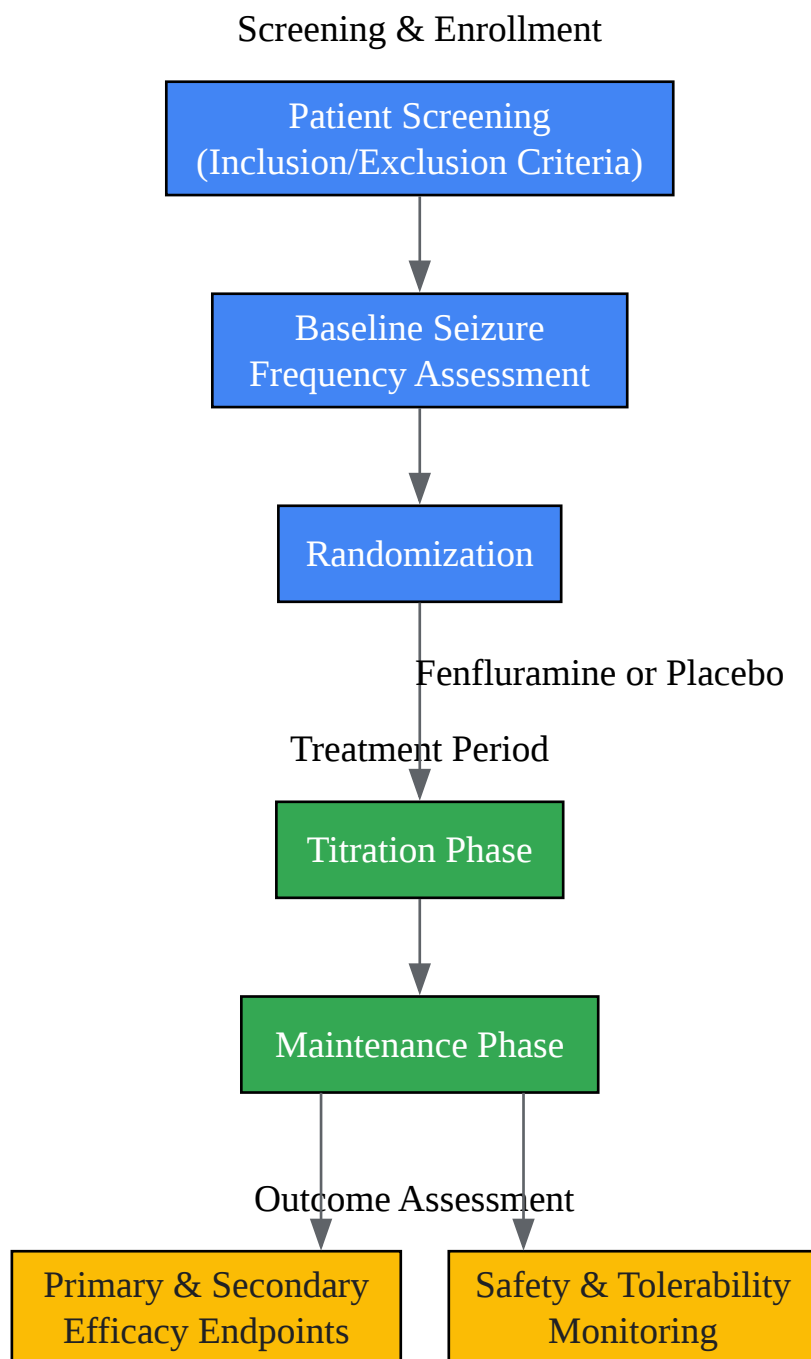 Screening & Enrollment
Patient Screening
(Inclusion/Exclusion Criteria)
Baseline Seizure
Frequency Assessment
Randomization
Fenfluramine or Placebo
Treatment Period
Titration Phase
Maintenance Phase
Outcome Assessment
Primary & Secondary
Efficacy Endpoints
Safety & Tolerability
Monitoring